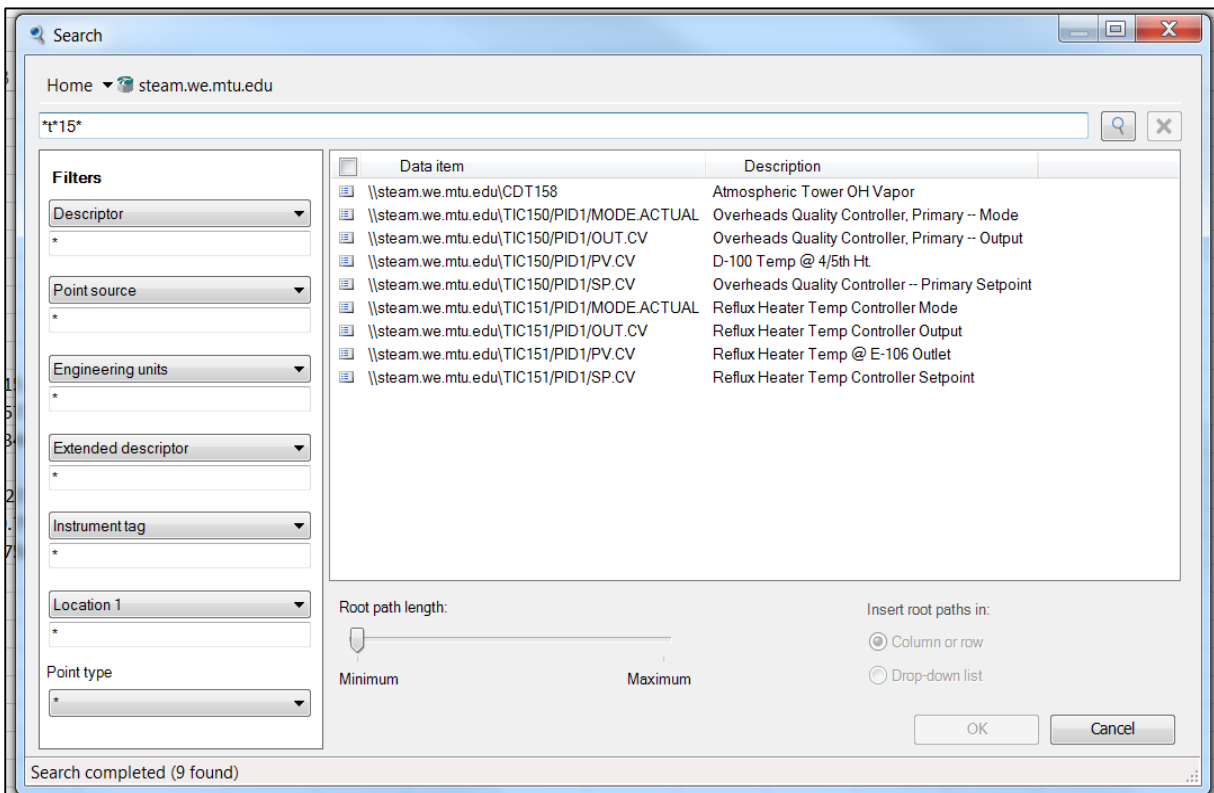 Search
Home steam.we.mtu.edu
*t*15*
Filters
Descriptor
*
Point source
*
Engineering units
*
Extended descriptor
*
Instrument tag
*
Location 1
*
Point type
*
Data item Description
\\steam.we.mtu.edu\CDT158 Atmospheric Tower OH Vapor
\\steam.we.mtu.edu\TIC150/PID1/MODE.ACTUAL Overheads Quality Controller, Primary -- Mode
\\steam.we.mtu.edu\TIC150/PID1/OUT.CV Overheads Quality Controller, Primary -- Output
\\steam.we.mtu.edu\TIC150/PID1/PV.CV D-100 Temp @ 4/5th Ht.
\\steam.we.mtu.edu\TIC150/PID1/SP.CV Overheads Quality Controller -- Primary Setpoint
\\steam.we.mtu.edu\TIC151/PID1/MODE.ACTUAL Reflux Heater Temp Controller Mode
\\steam.we.mtu.edu\TIC151/PID1/OUT.CV Reflux Heater Temp Controller Output
\\steam.we.mtu.edu\TIC151/PID1/PV.CV Reflux Heater Temp @ E-106 Outlet
\\steam.we.mtu.edu\TIC151/PID1/SP.CV Reflux Heater Temp Controller Setpoint
Root path length:
Minimum Maximum
Insert root paths in:
Column or row
Drop-down list
OK Cancel
Search completed (9 found)